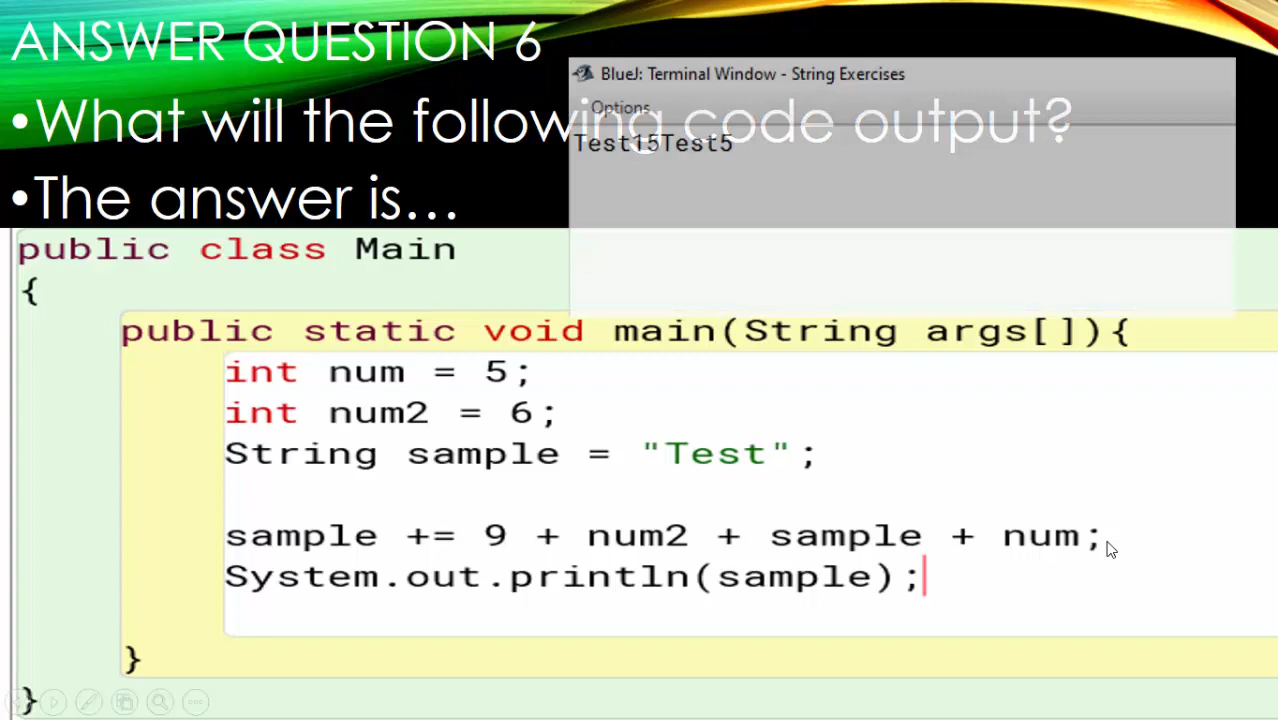 ANSWER QUESTION 6
BlueJ: Terminal Window - String Exercises
Options
•What will the following code output?
Test15Test5
•The answer is…
public class Main
{
public static void main(String args[]){
int num = 5;
int num2 = 6;
String sample = "Test";
sample += 9 + num2 + sample + num;
System.out.println(sample);
}
}